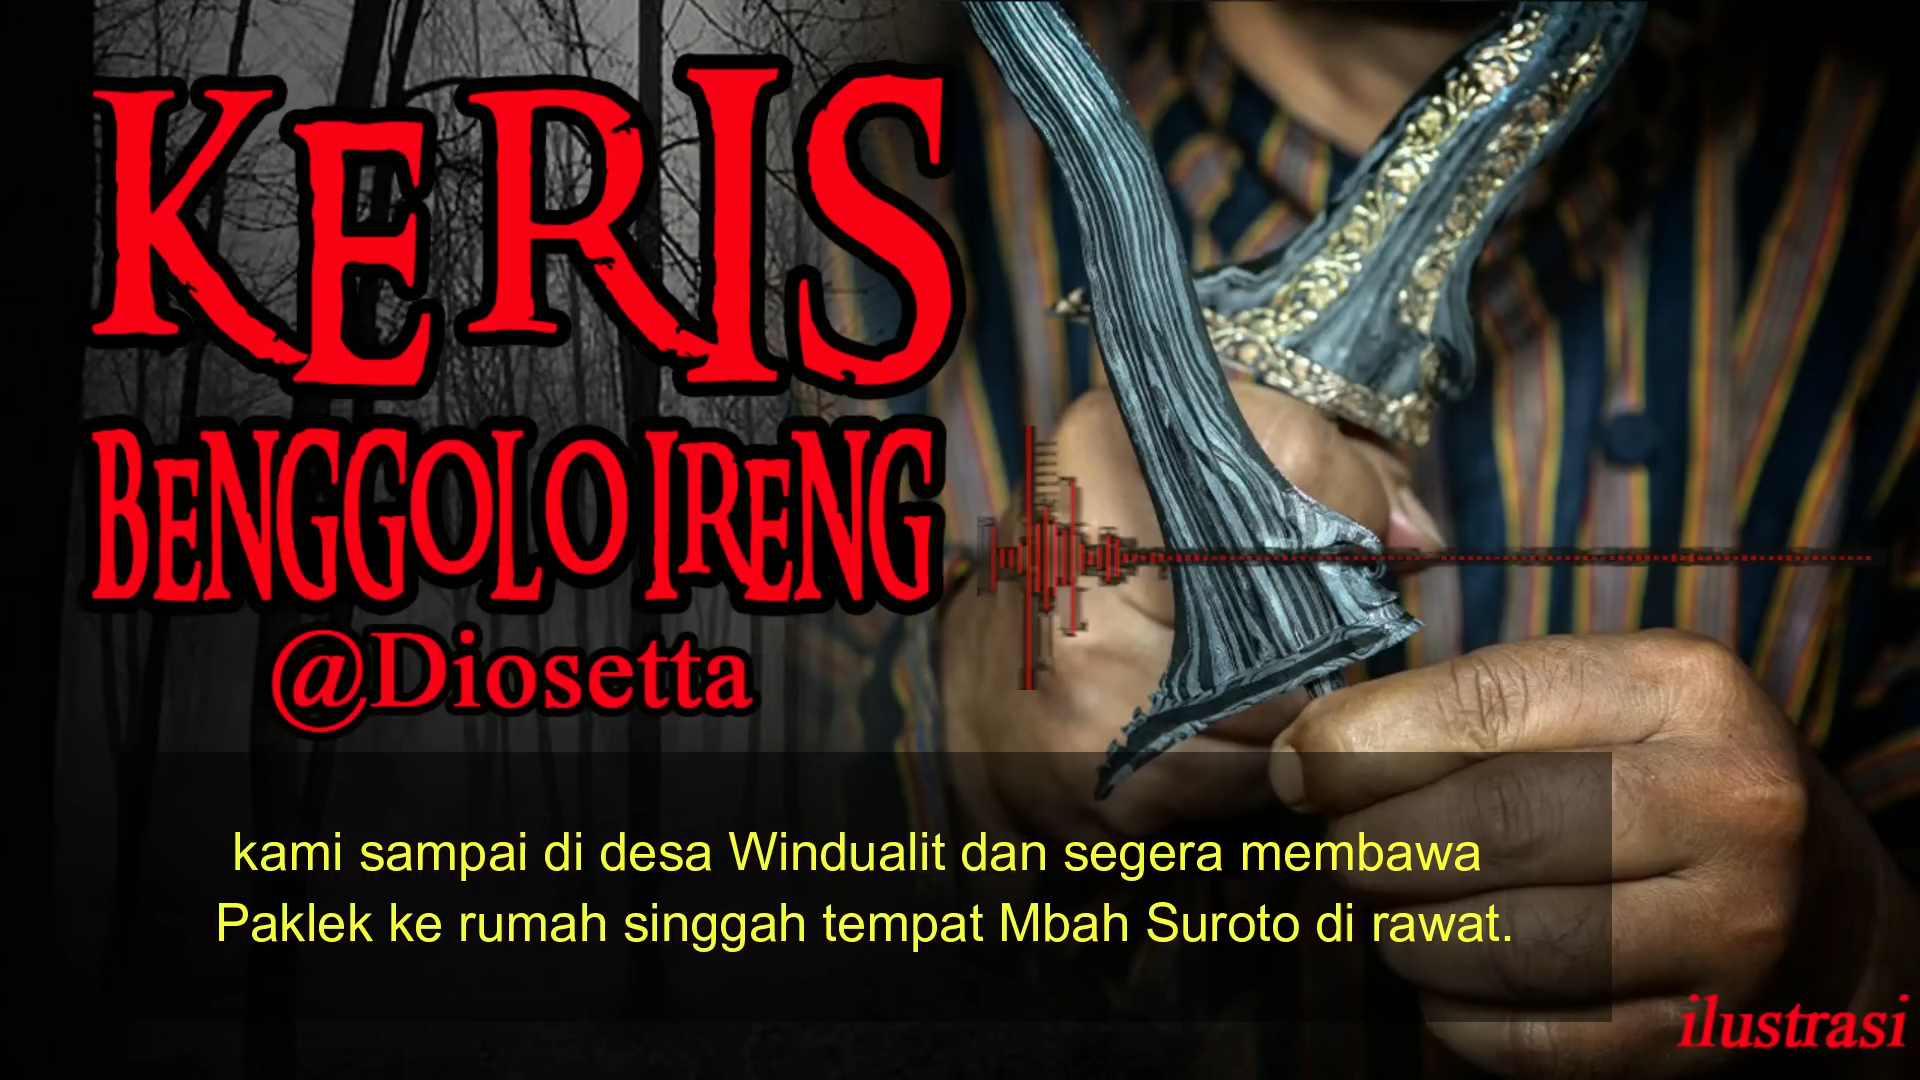 KERIS
BENGGOLO IRENG
@Diosetta
kami sampai di desa Windualit dan segera membawa
Paklek ke rumah singgah tempat Mbah Suroto di rawat.
ilustrasi